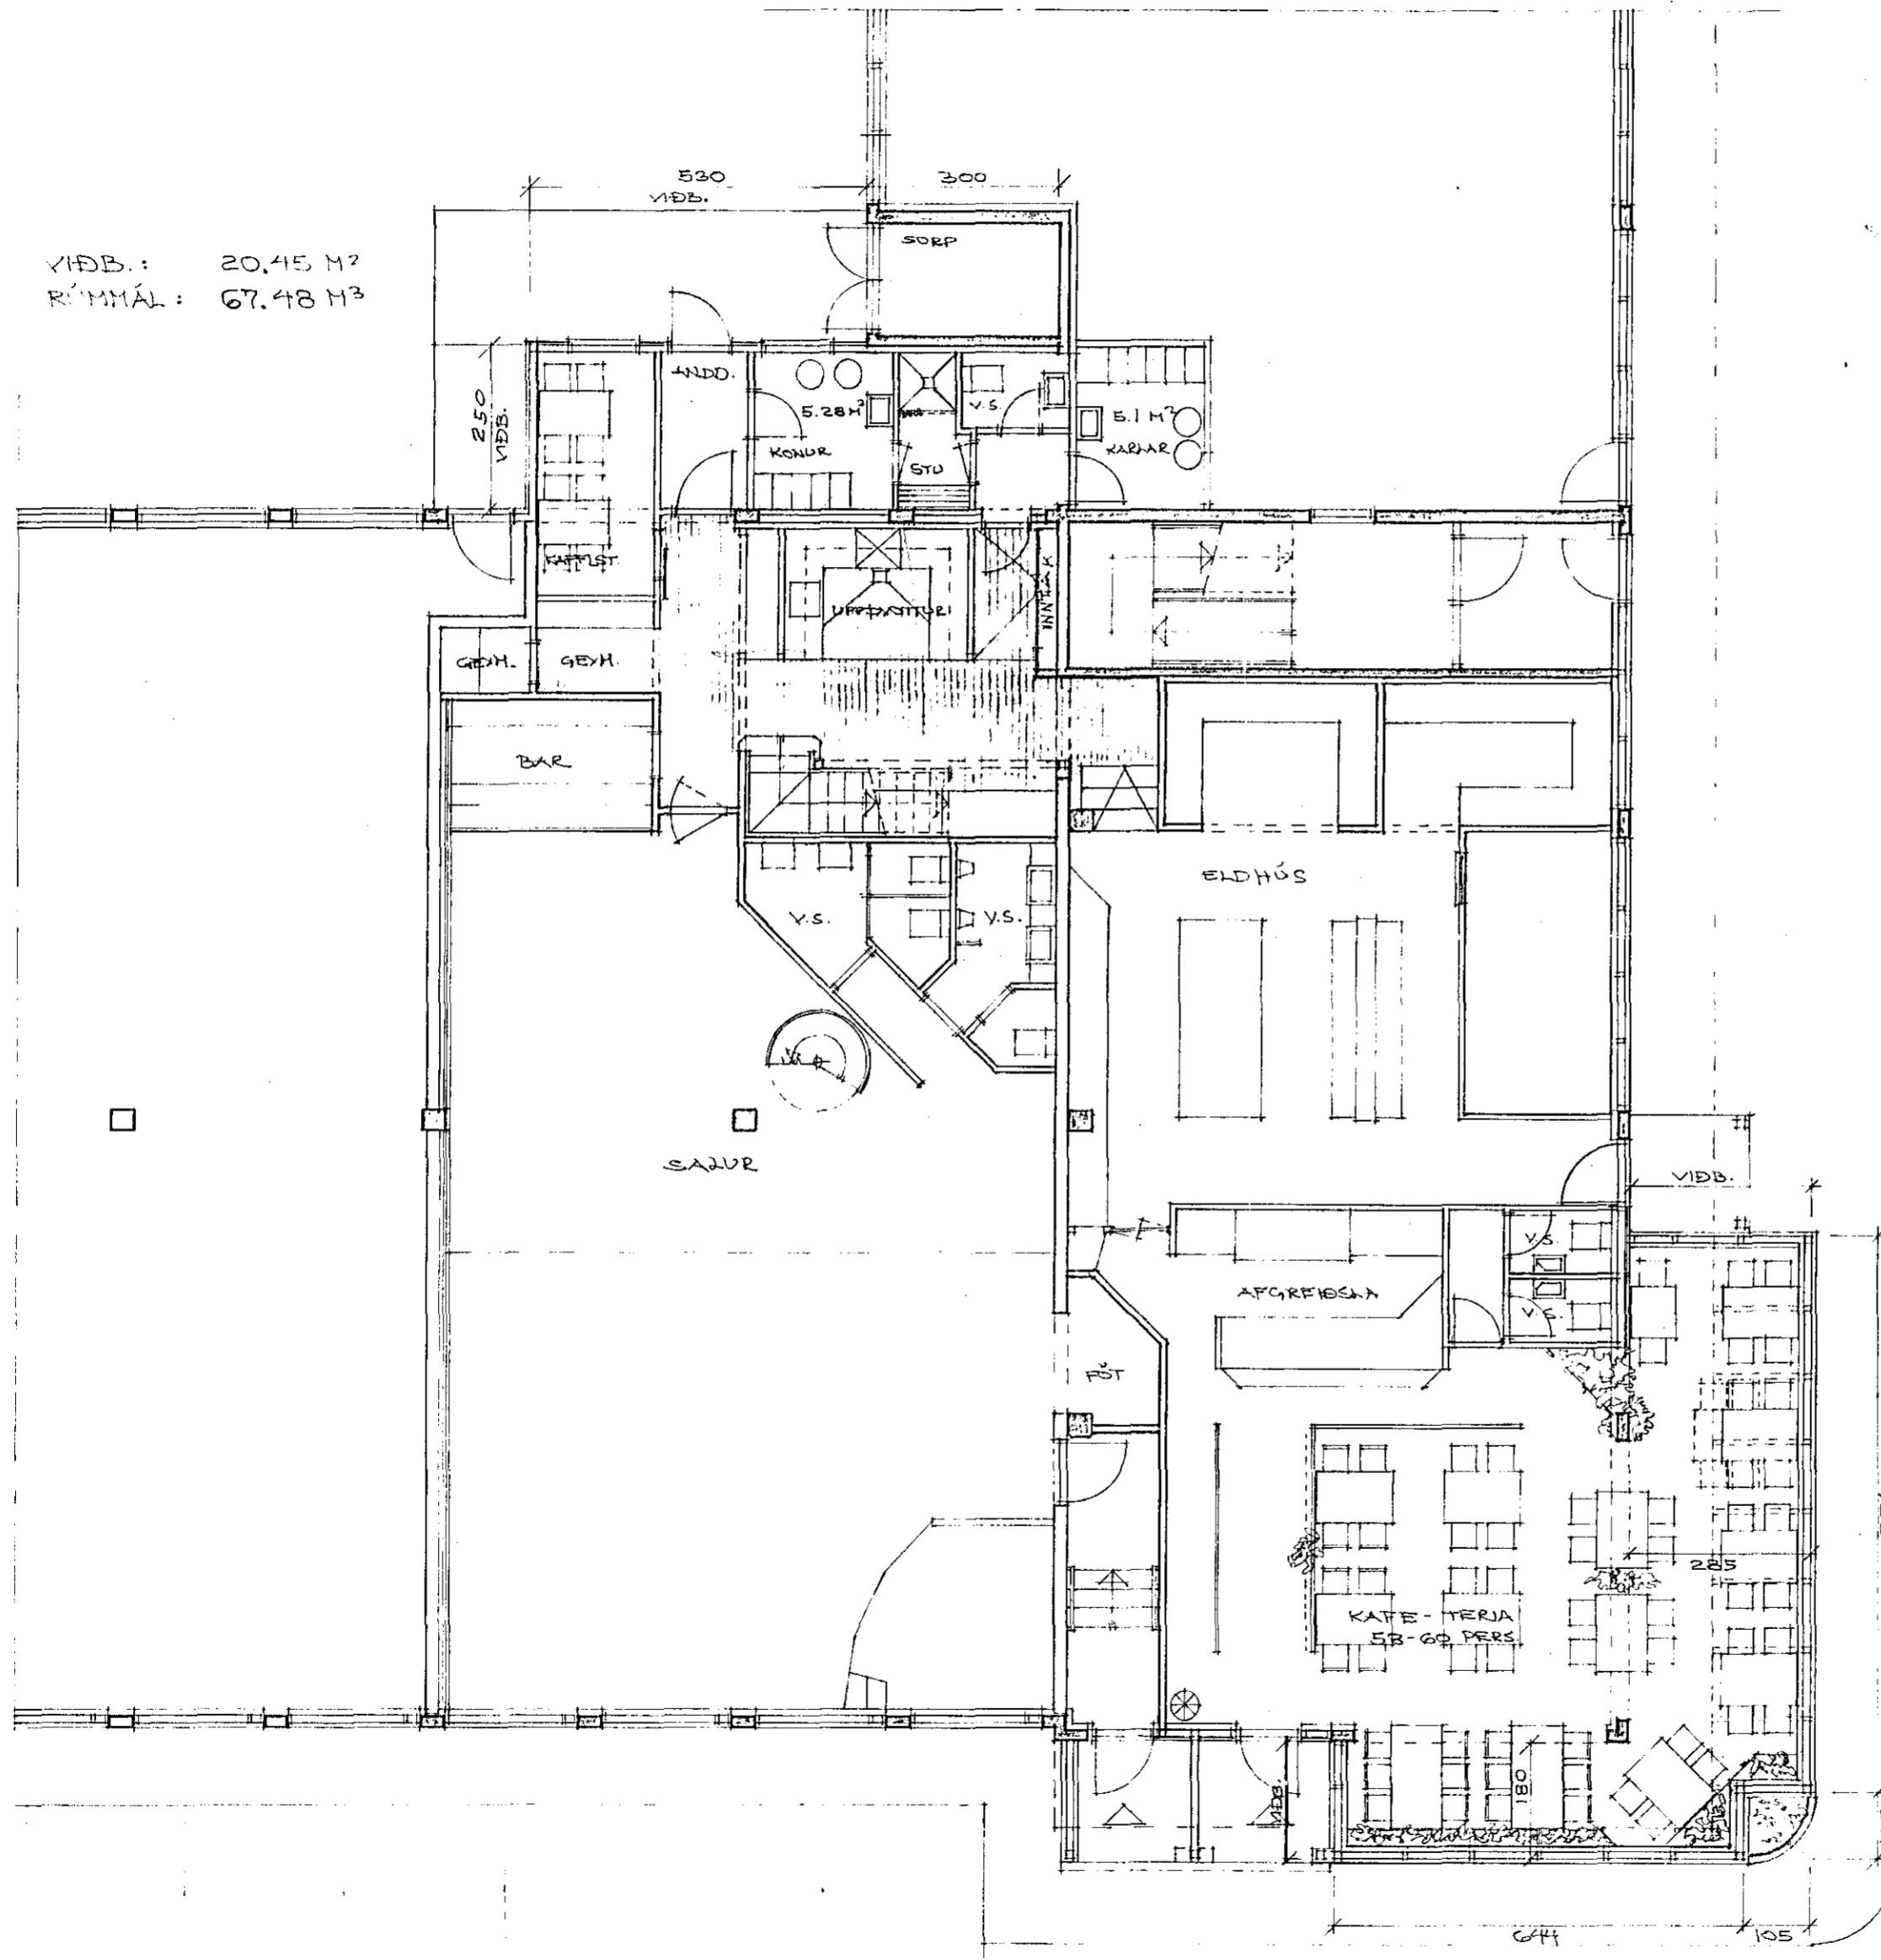 530
300
VIÐB.
SORP
VIÐB.: 20.45 M²
RÚMMÁL: 67.48 M³
250
VIÐB.
ANDD.
5.28 M²
V.S.
5.1 M²
KONUR
STU
KARLAR
KAFFIST.
UPPÞVOTTUR
INNTAK
GEYM.
GEYM.
BAR
ELDHÚS
V.S.
V.S.
SALUR
VIÐB.
V.S.
AFGREIÐSLA
V.S.
FÖT
285
KAFE-TERJA
58-60 PERS
VIÐB.
180
644
105